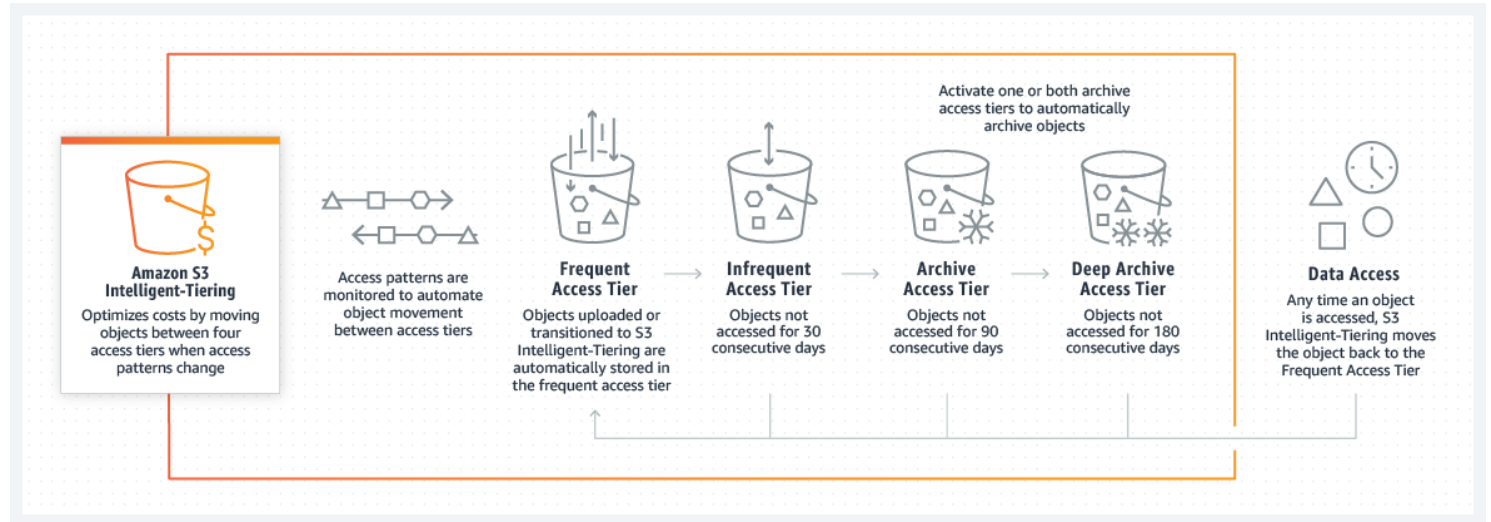 Amazon S3
Intelligent-Tiering
Optimizes costs by moving
objects between four
access tiers when access
patterns change
Access patterns are
monitored to automate
object movement
between access tiers
Frequent
Access Tier
Objects uploaded or
transitioned to S3
Intelligent-Tiering are
automatically stored in
the frequent access tier
Infrequent
Access Tier
Objects not
accessed for 30
consecutive days
Activate one or both archive
access tiers to automatically
archive objects
Archive
Access Tier
Objects not
accessed for 90
consecutive days
Deep Archive
Access Tier
Objects not
accessed for 180
consecutive days
Data Access
Any time an object
is accessed, S3
Intelligent-Tiering moves
the object back to the
Frequent Access Tier